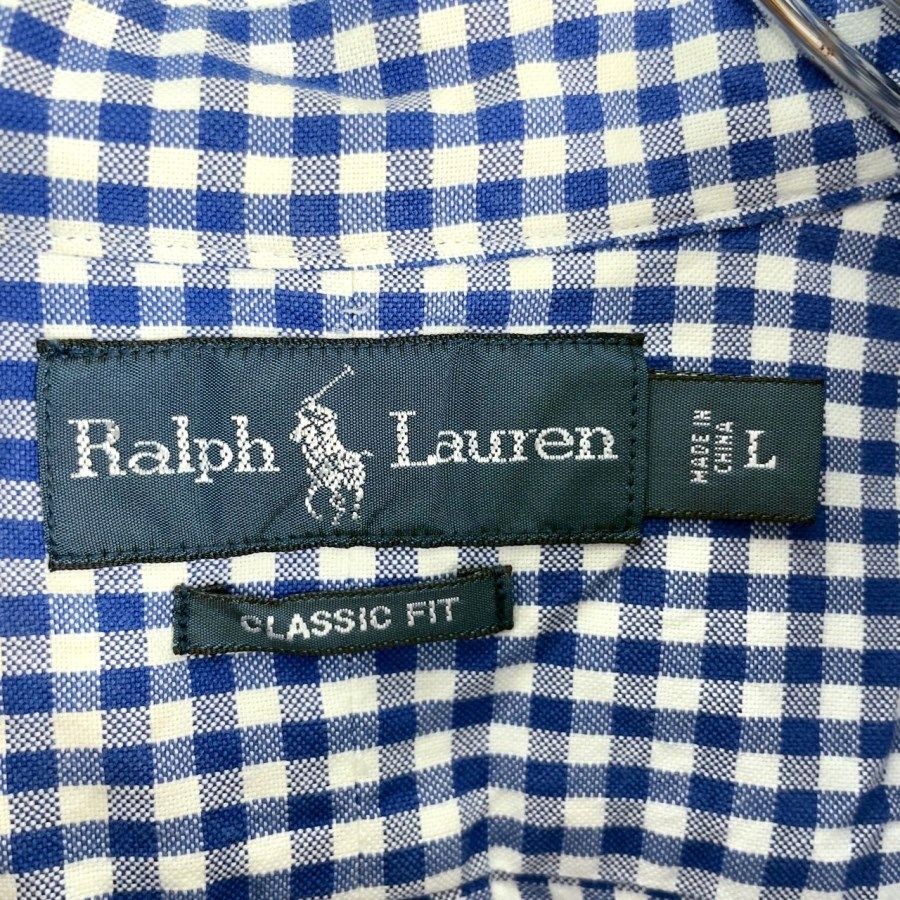 Ralph Lauren
MADE IN
CHINA
L
CLASSIC FIT